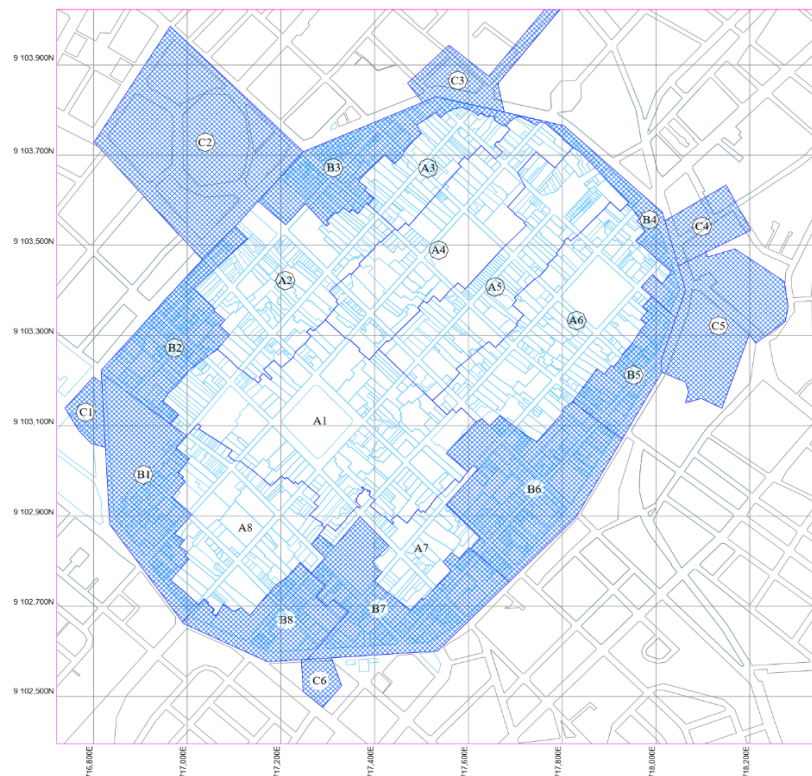 9 103,900N
9 103,700N
9 103,500N
9 103,300N
9 103,100N
9 102,900N
9 102,700N
9 102,500N
C3
C2
B3
A3
B4
C4
A4
A2
A5
A6
C5
B2
B5
C1
A1
B1
B6
A8
A7
B7
B8
C6
716,800E
717,000E
717,200E
717,400E
717,600E
717,800E
718,000E
718,200E